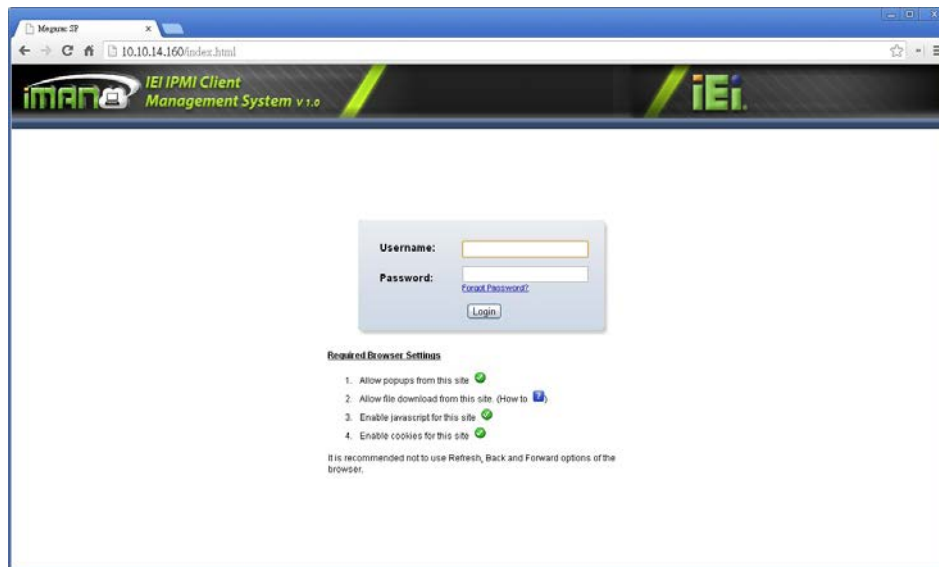 Megarac SP
10.10.14.160/index.html
iMAN
IEI IPMI Client
Management System v 1.0
iEi.
Username:
Password:
Forgot Password?
Login
Required Browser Settings
1. Allow popups from this site
2. Allow file download from this site. (How to ?)
3. Enable javascript for this site
4. Enable cookies for this site
It is recommended not to use Refresh, Back and Forward options of the
browser.